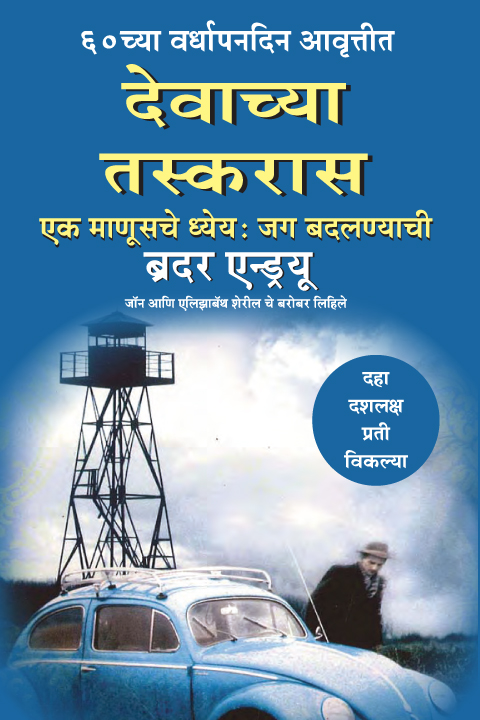 ६०च्या वर्धापनदिन आवृत्तीत
देवाच्या
तस्करास
एक माणूसचे ध्येय: जग बदलण्याची
ब्रदर एन्ड्रयू
जॉन आणि एलिझाबॅथ शेरील चे बरोबर लिहिले
दहा
दशलक्ष
प्रती
विकल्या